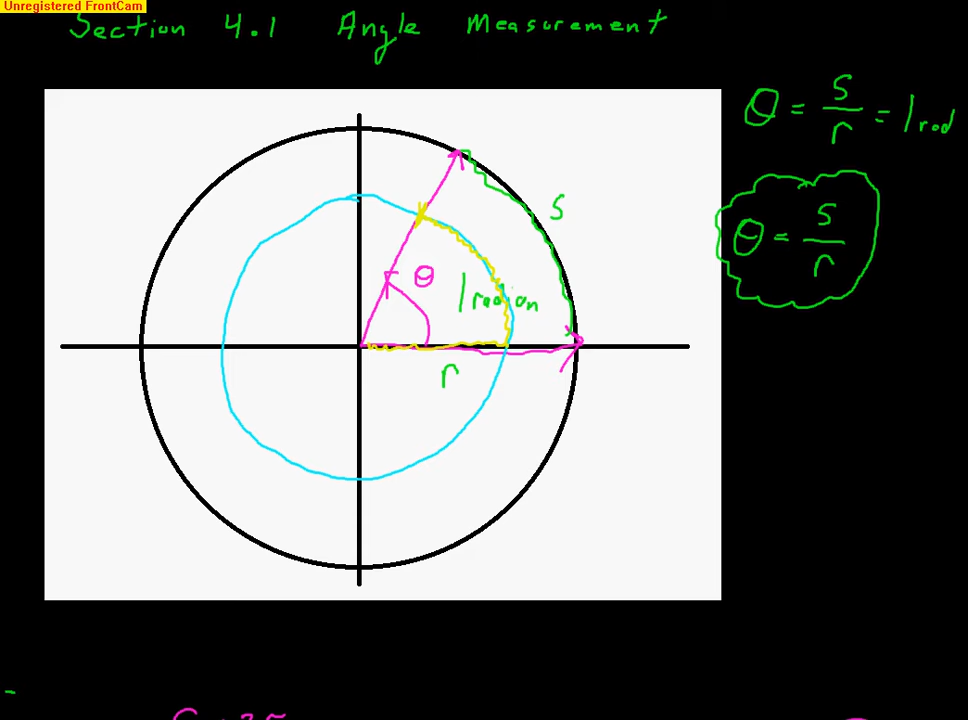 Unregistered FrontCam
Section 4.1 Angle Measurement
θ = s/r = 1 rad
θ = s/r
s
θ
1 radian
r